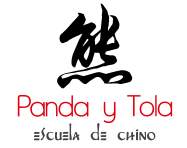 熊
Panda y Tola
escuela de chino